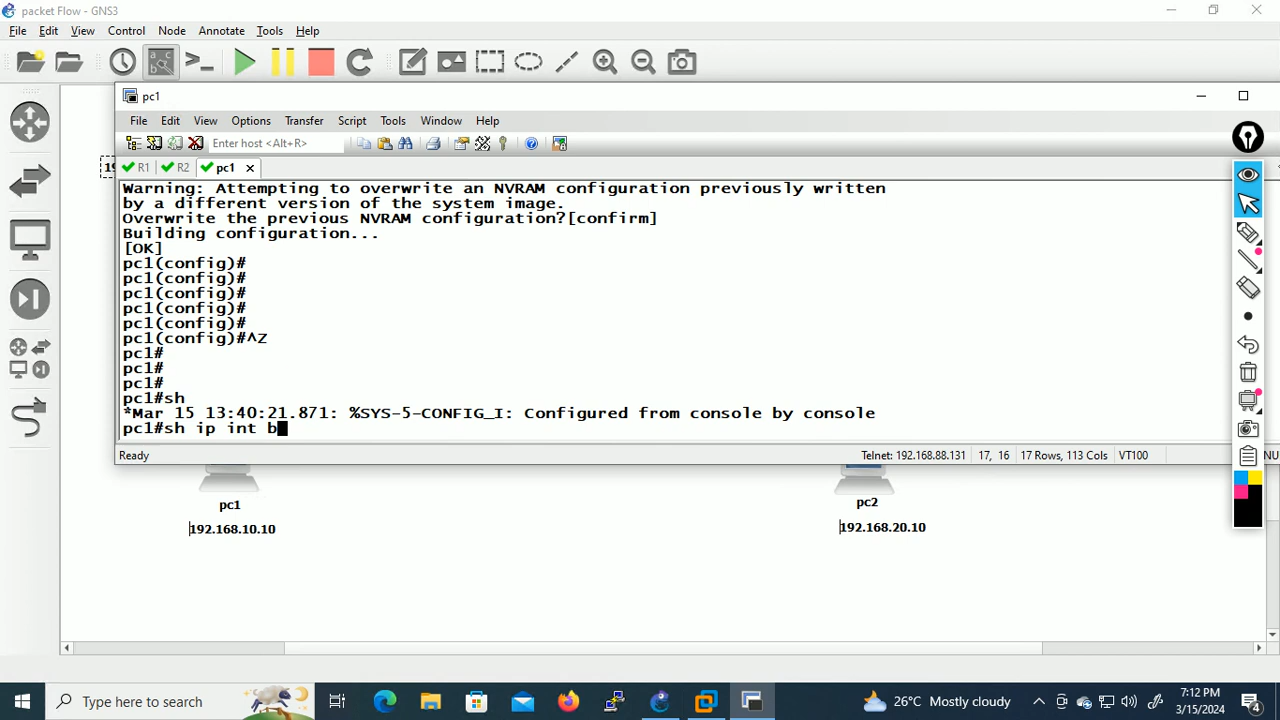 packet Flow - GNS3
File Edit View Control Node Annotate Tools Help
pc1
File Edit View Options Transfer Script Tools Window Help
Enter host <Alt+R>
19
R1 R2 pc1
Warning: Attempting to overwrite an NVRAM configuration previously written
by a different version of the system image.
Overwrite the previous NVRAM configuration?[confirm]
Building configuration...
[OK]
pc1(config)#
pc1(config)#
pc1(config)#
pc1(config)#
pc1(config)#
pc1(config)#^Z
pc1#
pc1#
pc1#
pc1#sh
*Mar 15 13:40:21.871: %SYS-5-CONFIG_I: Configured from console by console
pc1#sh ip int b
Ready Telnet: 192.168.88.131 17, 16 17 Rows, 113 Cols VT100 NU
pc1 pc2
192.168.10.10 192.168.20.10
Type here to search
26°C Mostly cloudy
7:12 PM
3/15/2024
4